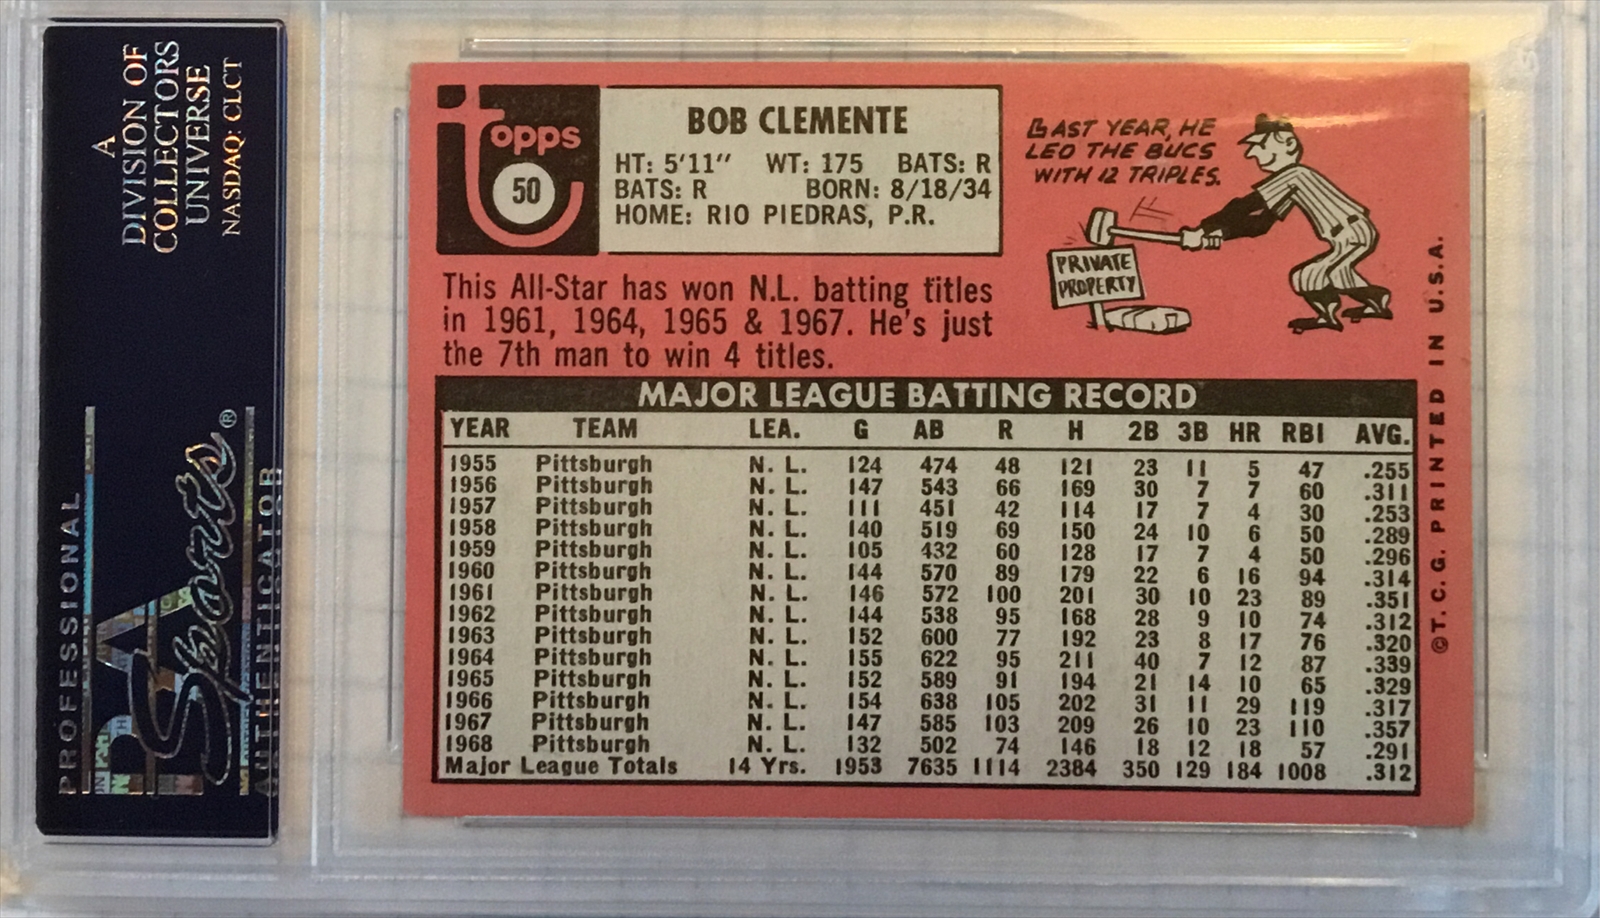 A
DIVISION OF
COLLECTORS
UNIVERSE
NASDAQ: CLCT
PROFESSIONAL
PSA
Sports®
AUTHENTICATOR
topps
50
BOB CLEMENTE
HT: 5'11" WT: 175 BATS: R
BATS: R BORN: 8/18/34
HOME: RIO PIEDRAS, P.R.
LAST YEAR, HE
LED THE BUCS
WITH 12 TRIPLES.
PRIVATE
PROPERTY
This All-Star has won N.L. batting titles
in 1961, 1964, 1965 & 1967. He's just
the 7th man to win 4 titles.
MAJOR LEAGUE BATTING RECORD
YEAR TEAM LEA. G AB R H 2B 3B HR RBI AVG.
1955 Pittsburgh N. L. 124 474 48 121 23 11 5 47 .255
1956 Pittsburgh N. L. 147 543 66 169 30 7 7 60 .311
1957 Pittsburgh N. L. 111 451 42 114 17 7 4 30 .253
1958 Pittsburgh N. L. 140 519 69 150 24 10 6 50 .289
1959 Pittsburgh N. L. 105 432 60 128 17 7 4 50 .296
1960 Pittsburgh N. L. 144 570 89 179 22 6 16 94 .314
1961 Pittsburgh N. L. 146 572 100 201 30 10 23 89 .351
1962 Pittsburgh N. L. 144 538 95 168 28 9 10 74 .312
1963 Pittsburgh N. L. 152 600 77 192 23 8 17 76 .320
1964 Pittsburgh N. L. 155 622 95 211 40 7 12 87 .339
1965 Pittsburgh N. L. 152 589 91 194 21 14 10 65 .329
1966 Pittsburgh N. L. 154 638 105 202 31 11 29 119 .317
1967 Pittsburgh N. L. 147 585 103 209 26 10 23 110 .357
1968 Pittsburgh N. L. 132 502 74 146 18 12 18 57 .291
Major League Totals 14 Yrs. 1953 7635 1114 2384 350 129 184 1008 .312
©T.C.G. PRINTED IN U.S.A.